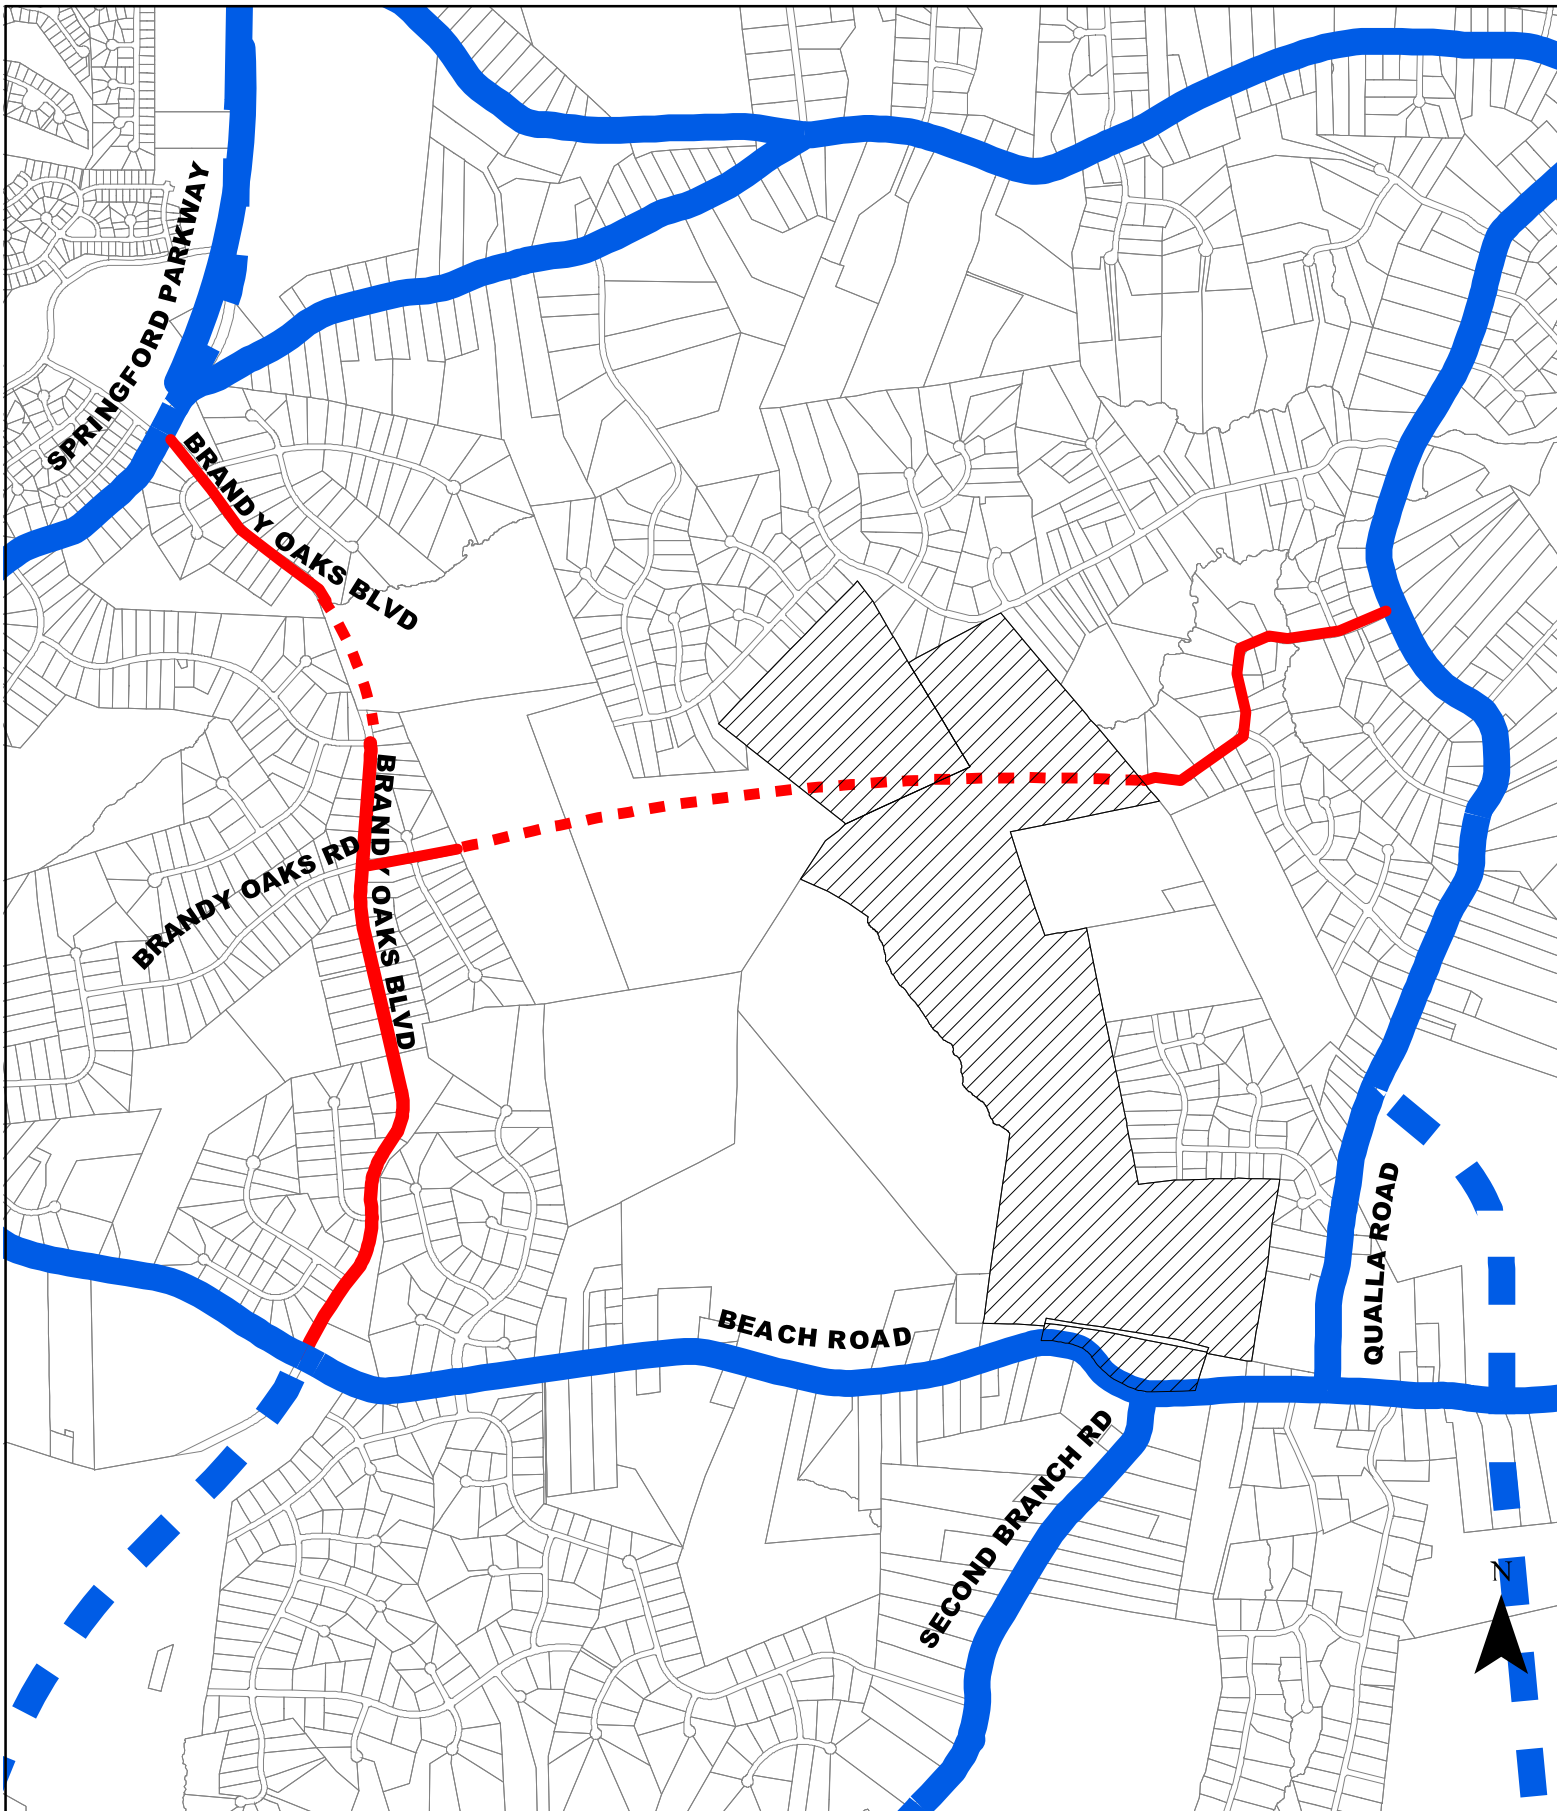 SPRINGFORD PARKWAY
BRANDY OAKS BLVD
BRANDY OAKS BLVD
BRANDY OAKS RD
BEACH ROAD
QUALLA ROAD
SECOND BRANCH RD
N